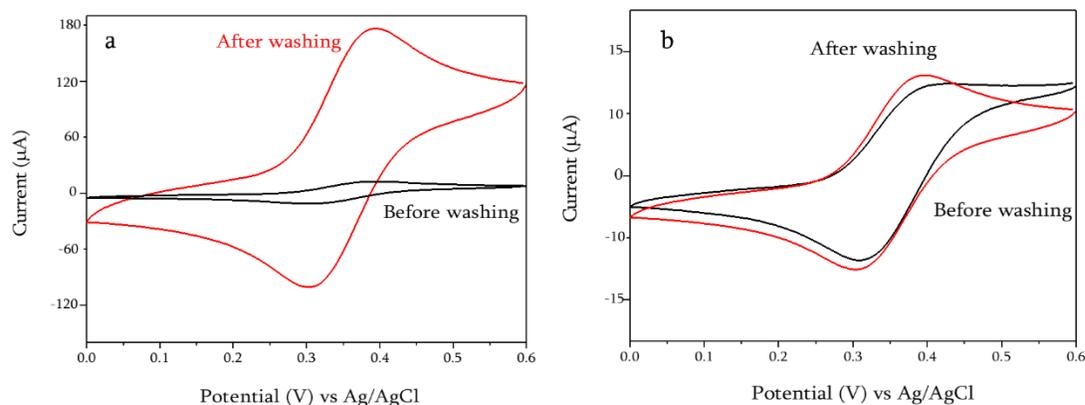 a
After washing
Before washing
180
120
60
0
-60
-120
0.0
0.1
0.2
0.3
0.4
0.5
0.6
Current (μA)
Potential (V) vs Ag/AgCl
b
After washing
Before washing
15
10
0
-10
-15
0.0
0.1
0.2
0.3
0.4
0.5
0.6
Current (μA)
Potential (V) vs Ag/AgCl